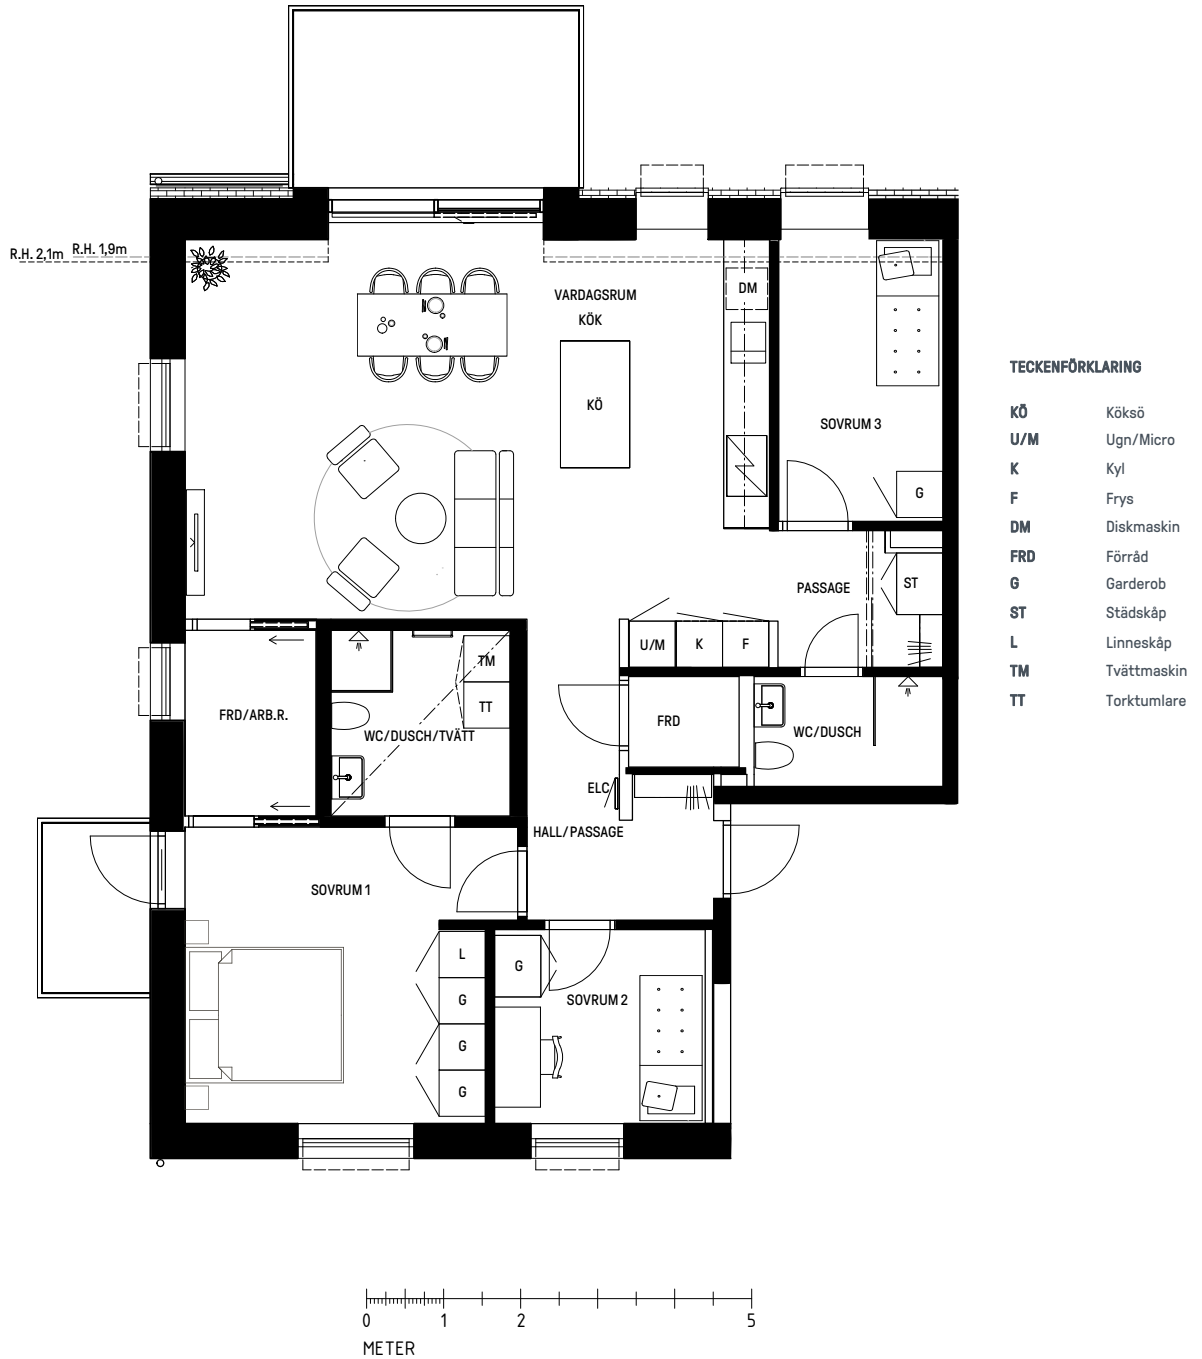 R.H. 2,1m
R.H. 1,9m
VARDAGSRUM
KÖK
DM
KÖ
SOVRUM 3
G
PASSAGE
ST
U/M
K
F
TM
TT
FRD/ARB.R.
WC/DUSCH/TVÄTT
FRD
WC/DUSCH
ELC
HALL/PASSAGE
SOVRUM 1
L
G
G
G
G
SOVRUM 2
TECKENFÖRKLARING
KÖ Köksö
U/M Ugn/Micro
K Kyl
F Frys
DM Diskmaskin
FRD Förråd
G Garderob
ST Städskåp
L Linneskåp
TM Tvättmaskin
TT Torktumlare
0 1 2 5
METER